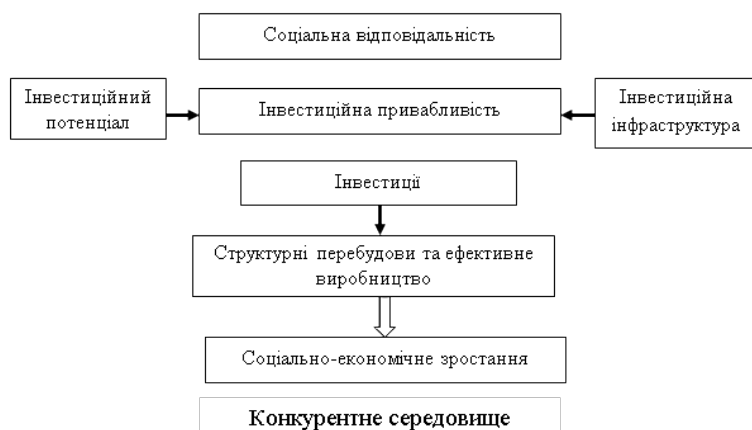 Соціальна відповідальність
Інвестиційний
потенціал
Інвестиційна привабливість
Інвестиційна
інфраструктура
Інвестиції
Структурні перебудови та ефективне
виробництво
Соціально-економічне зростання
Конкурентне середовище